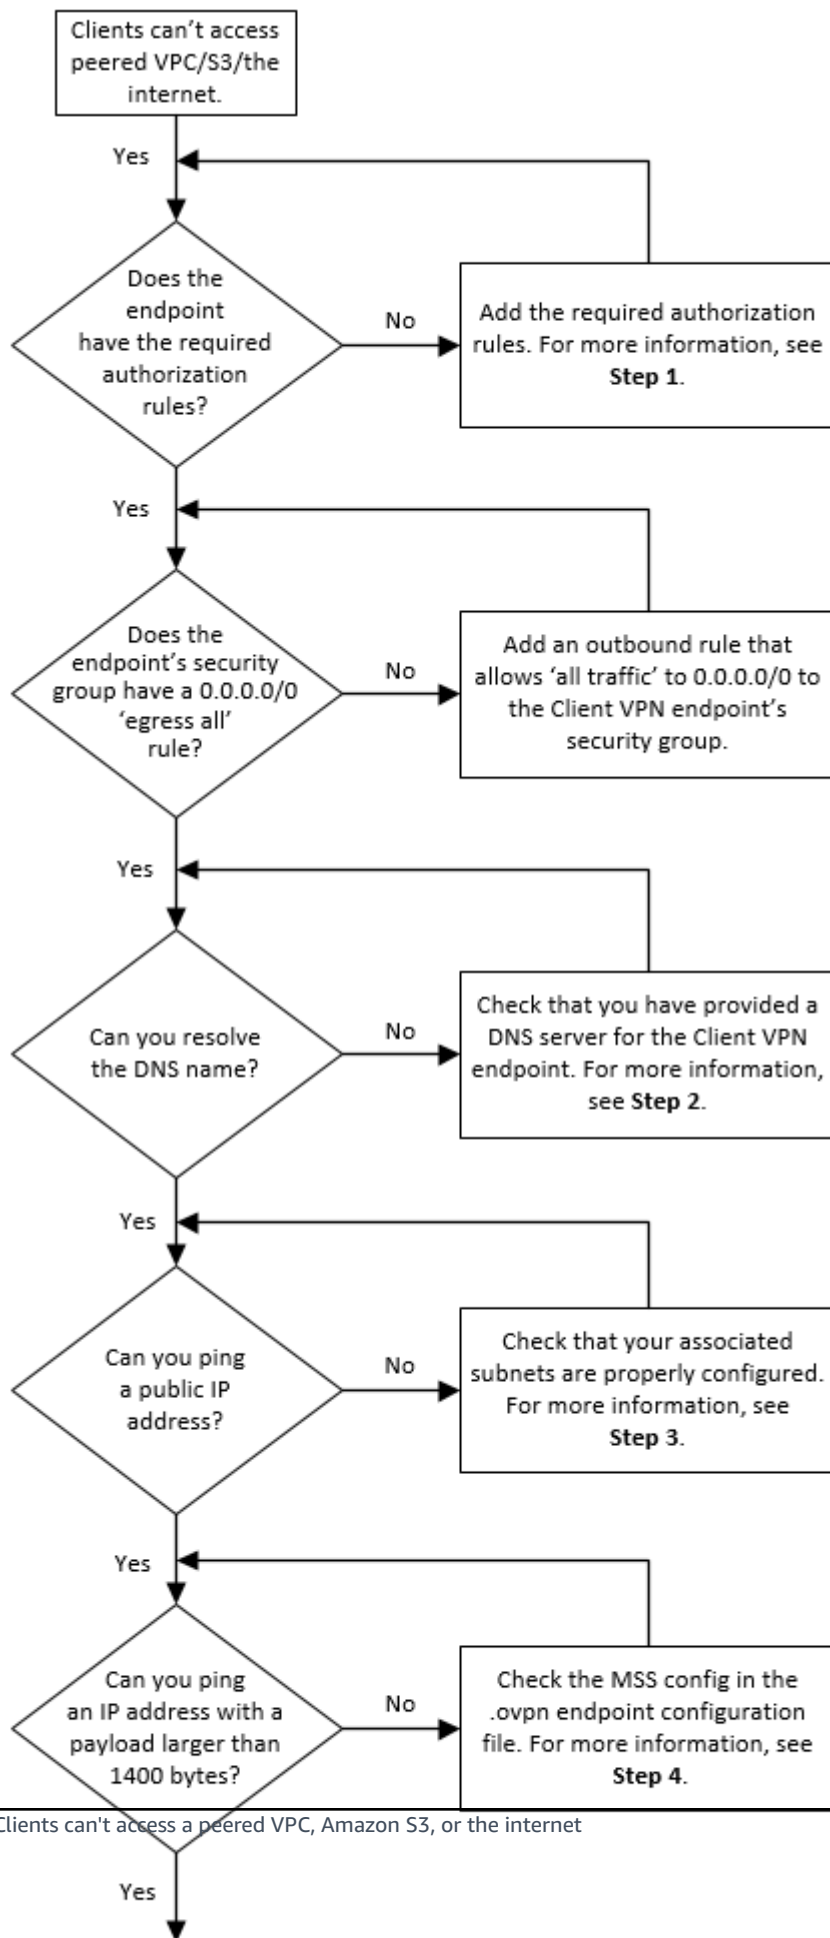 Clients can’t access
peered VPC/S3/the
internet.
Yes
Does the
endpoint
have the required
authorization
rules?
No
Add the required authorization
rules. For more information, see
Step 1.
Yes
Does the
endpoint’s security
group have a 0.0.0.0/0
‘egress all’
rule?
No
Add an outbound rule that
allows ‘all traffic’ to 0.0.0.0/0 to
the Client VPN endpoint’s
security group.
Yes
Can you resolve
the DNS name?
No
Check that you have provided a
DNS server for the Client VPN
endpoint. For more information,
see Step 2.
Yes
Can you ping
a public IP
address?
No
Check that your associated
subnets are properly configured.
For more information, see
Step 3.
Yes
Can you ping
an IP address with a
payload larger than
1400 bytes?
No
Check the MSS config in the
.ovpn endpoint configuration
file. For more information, see
Step 4.
Clients can't access a peered VPC, Amazon S3, or the internet
Yes